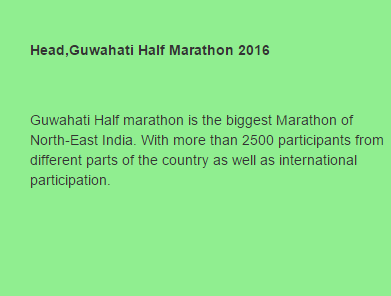 Head,Guwahati Half Marathon 2016
Guwahati Half marathon is the biggest Marathon of
North-East India. With more than 2500 participants from
different parts of the country as well as international
participation.